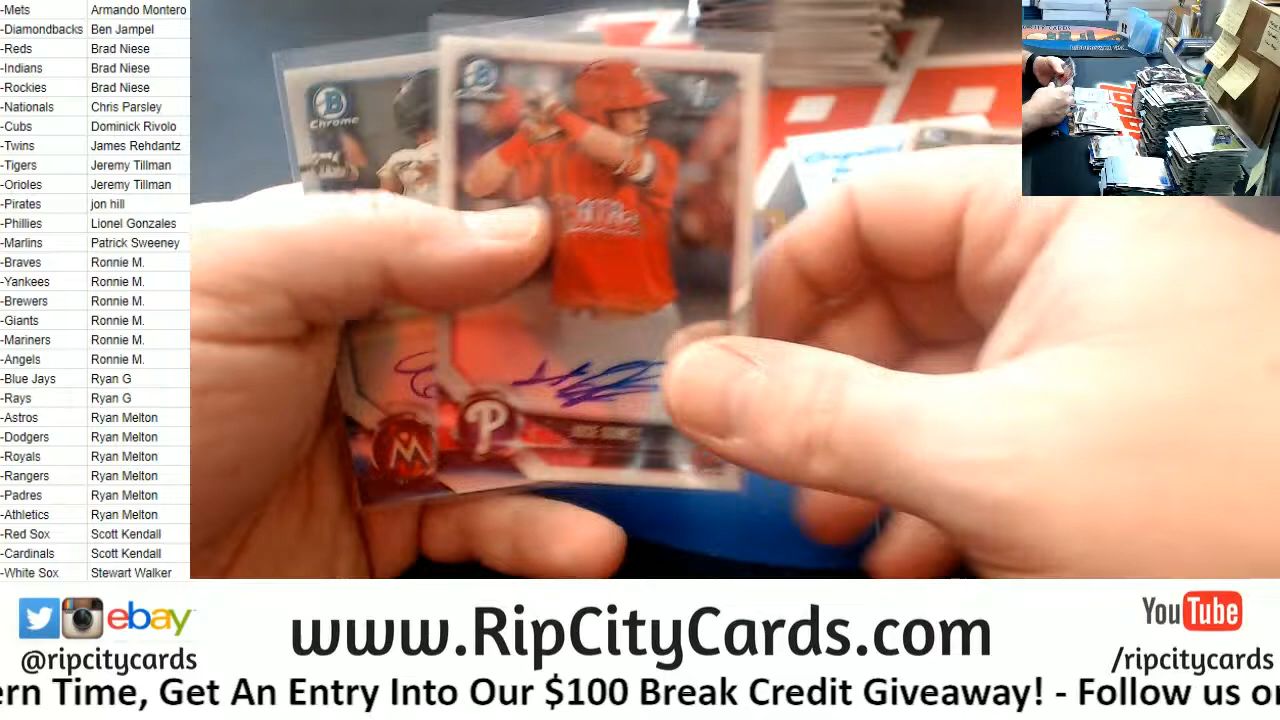 -Mets Armando Montero
-Diamondbacks Ben Jampel
-Reds Brad Niese
-Indians Brad Niese
-Rockies Brad Niese
-Nationals Chris Parsley
-Cubs Dominick Rivolo
-Twins James Rehdantz
-Tigers Jeremy Tillman
-Orioles Jeremy Tillman
-Pirates jon hill
-Phillies Lionel Gonzales
-Marlins Patrick Sweeney
-Braves Ronnie M.
-Yankees Ronnie M.
-Brewers Ronnie M.
-Giants Ronnie M.
-Mariners Ronnie M.
-Angels Ronnie M.
-Blue Jays Ryan G
-Rays Ryan G
-Astros Ryan Melton
-Dodgers Ryan Melton
-Royals Ryan Melton
-Rangers Ryan Melton
-Padres Ryan Melton
-Athletics Ryan Melton
-Red Sox Scott Kendall
-Cardinals Scott Kendall
-White Sox Stewart Walker
B
Chrome
B
P
M
ebay
@ripcitycards
www.RipCityCards.com
YouTube
/ripcitycards
ern Time, Get An Entry Into Our $100 Break Credit Giveaway! - Follow us o